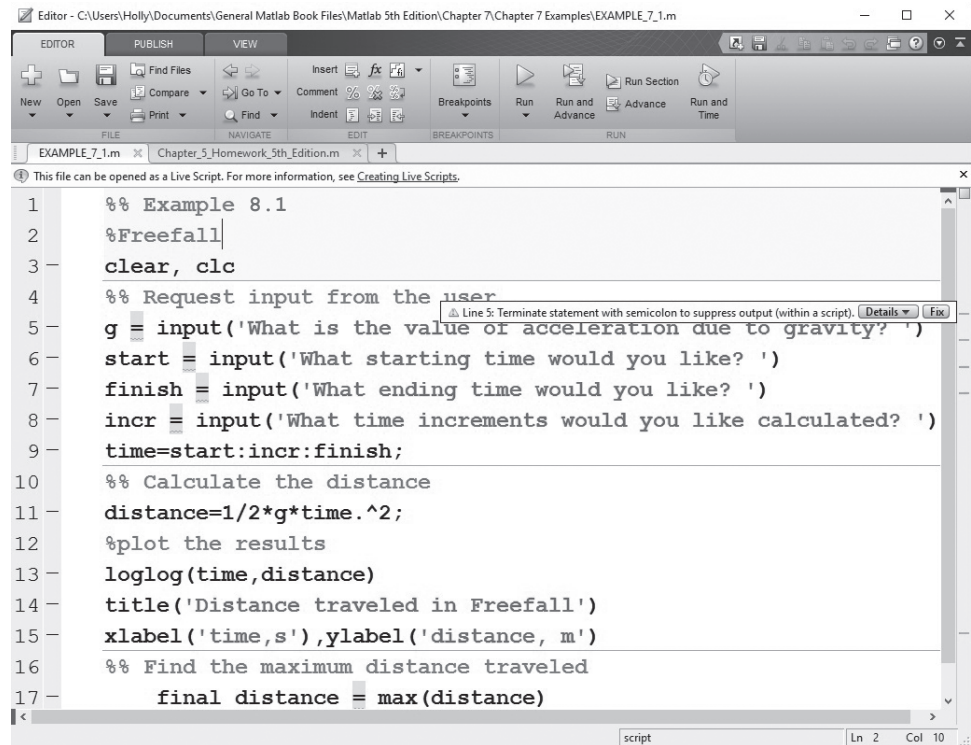 Editor - C:\Users\Holly\Documents\General Matlab Book Files\Matlab 5th Edition\Chapter 7\Chapter 7 Examples\EXAMPLE_7_1.m
EDITOR PUBLISH VIEW
New Open Save Find Files Compare Print
FILE
Go To Find
NAVIGATE
Insert fx
Comment
Indent
EDIT
Breakpoints
BREAKPOINTS
Run Run and Advance Run Section Advance Run and Time
RUN
EXAMPLE_7_1.m Chapter_5_Homework_5th_Edition.m +
This file can be opened as a Live Script. For more information, see Creating Live Scripts.
1 %% Example 8.1
2 %Freefall
3 clear, clc
4 %% Request input from the user
Line 5: Terminate statement with semicolon to suppress output (within a script). Details Fix
5 g = input('What is the value of acceleration due to gravity? ')
6 start = input('What starting time would you like? ')
7 finish = input('What ending time would you like? ')
8 incr = input('What time increments would you like calculated? ')
9 time=start:incr:finish;
10 %% Calculate the distance
11 distance=1/2*g*time.^2;
12 %plot the results
13 loglog(time,distance)
14 title('Distance traveled in Freefall')
15 xlabel('time,s'),ylabel('distance, m')
16 %% Find the maximum distance traveled
17 final distance = max(distance)
script Ln 2 Col 10